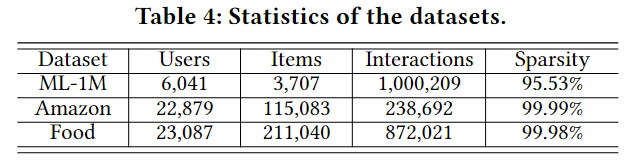 Table 4: Statistics of the datasets.
Dataset Users Items Interactions Sparsity
ML-1M 6,041 3,707 1,000,209 95.53%
Amazon 22,879 115,083 238,692 99.99%
Food 23,087 211,040 872,021 99.98%